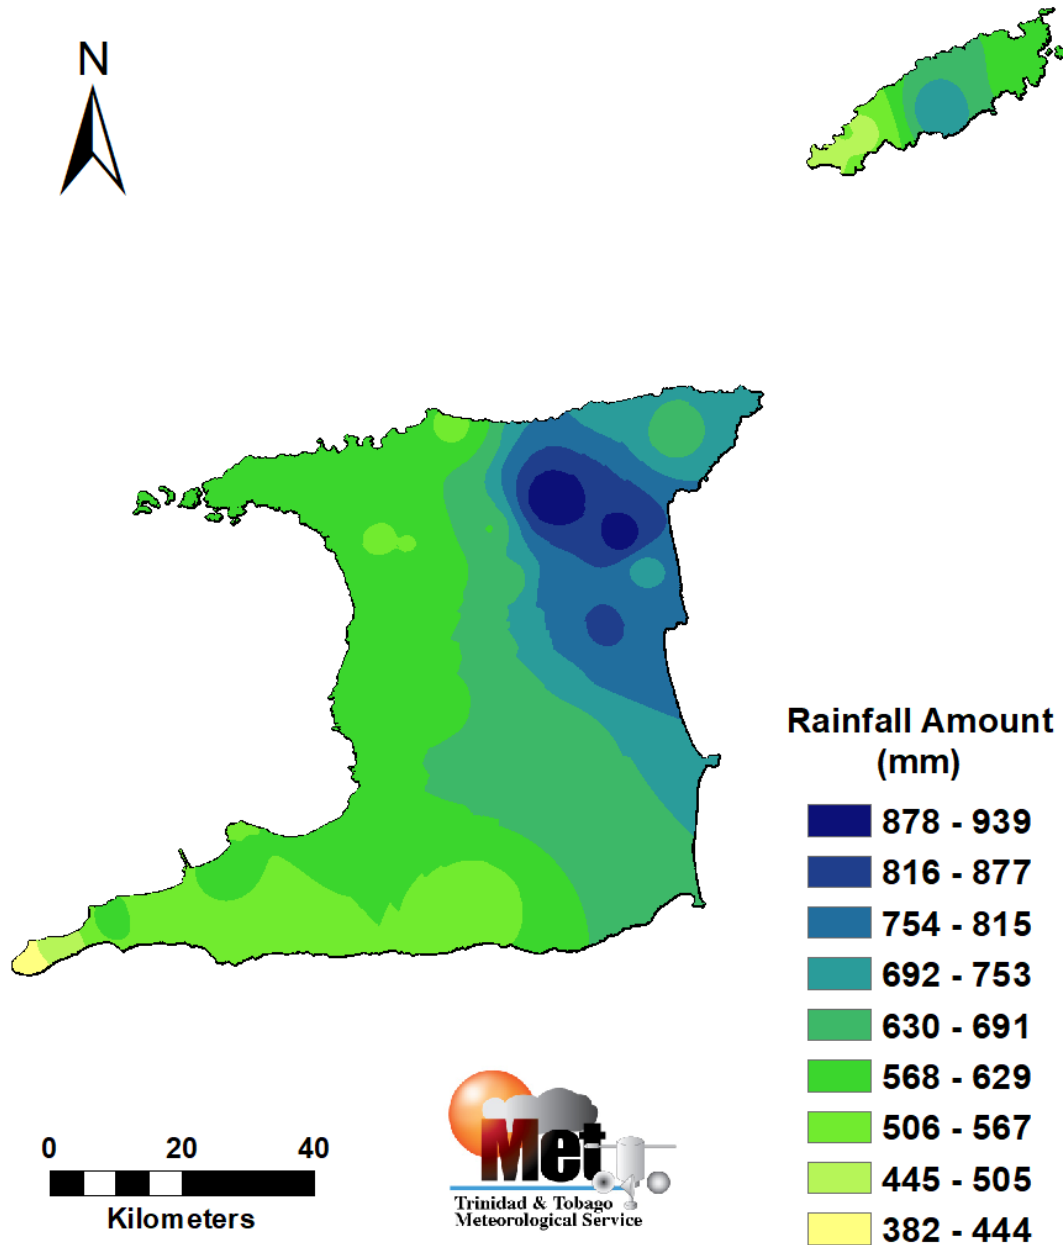 N
Rainfall Amount
(mm)
878 - 939
816 - 877
754 - 815
692 - 753
630 - 691
568 - 629
506 - 567
445 - 505
382 - 444
0 20 40
Kilometers
Met
Trinidad & Tobago
Meteorological Service